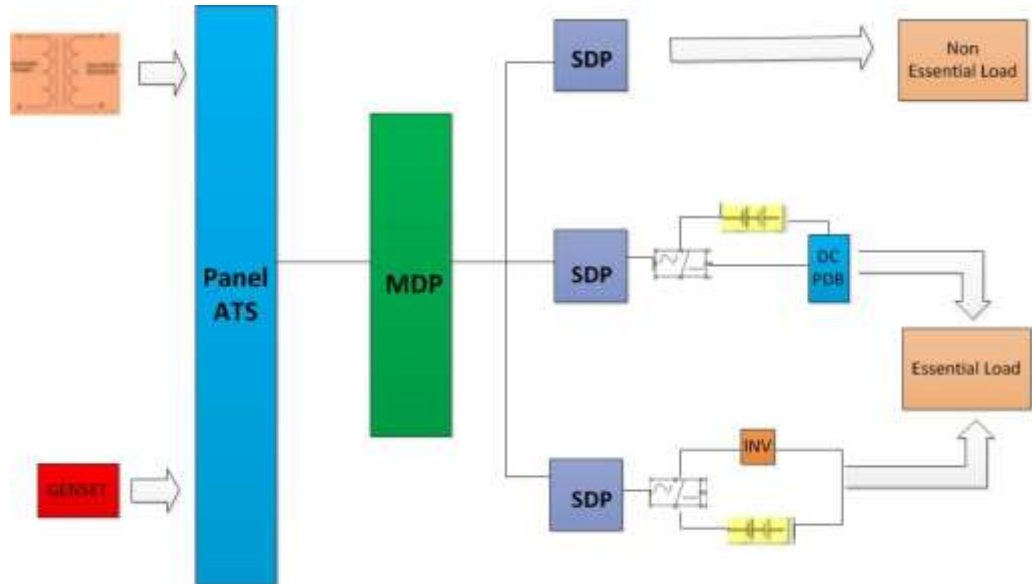 SDP
Non
Essential Load
Panel
ATS
MDP
SDP
DC
PDB
Essential Load
INV
GENSET
SDP